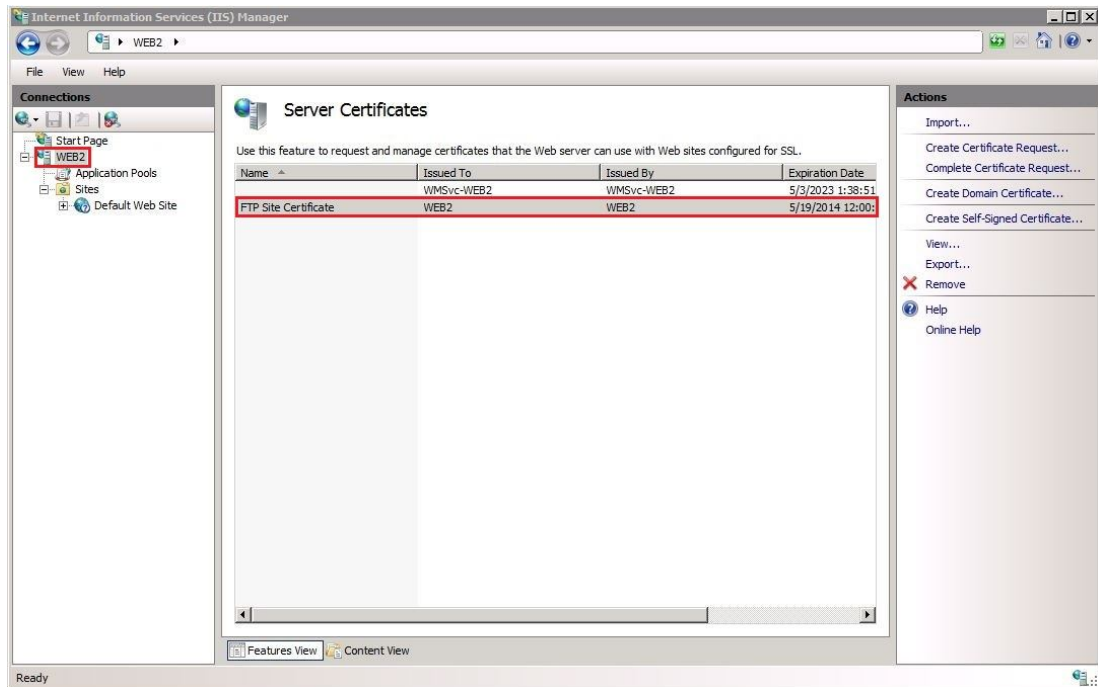 Internet Information Services (IIS) Manager
WEB2
File View Help
Connections
Start Page
WEB2
Application Pools
Sites
Default Web Site
Server Certificates
Use this feature to request and manage certificates that the Web server can use with Web sites configured for SSL.
Name Issued To Issued By Expiration Date
WMSvc-WEB2 WMSvc-WEB2 5/3/2023 1:38:51
FTP Site Certificate WEB2 WEB2 5/19/2014 12:00:
Features View Content View
Actions
Import...
Create Certificate Request...
Complete Certificate Request...
Create Domain Certificate...
Create Self-Signed Certificate...
View...
Export...
Remove
Help
Online Help
Ready